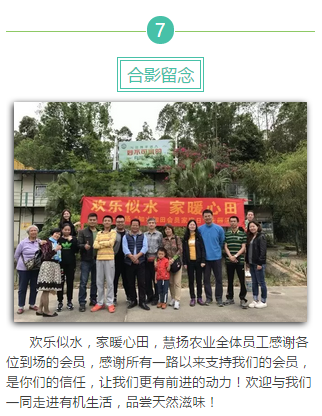 7
合影留念
欢乐似水 家暖心田
欢乐似水，家暖心田，慧扬农业全体员工感谢各
位到场的会员，感谢所有一路以来支持我们的会员，
是你们的信任，让我们更有前进的动力！欢迎与我们
一同走进有机生活，品尝天然滋味！